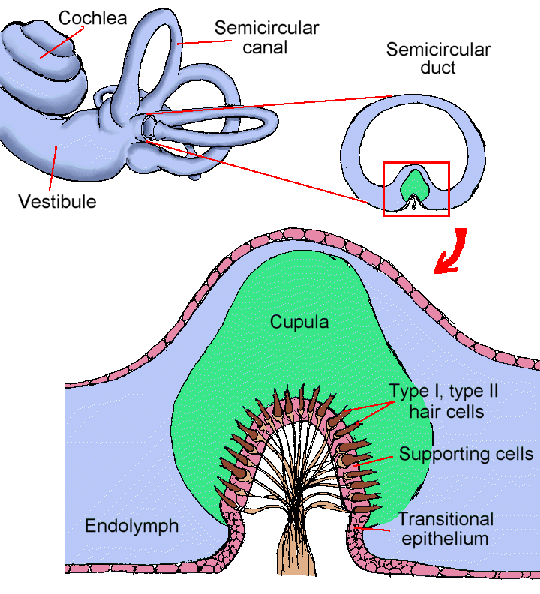 Cochlea
Semicircular
canal
Semicircular
duct
Vestibule
Cupula
Type I, type II
hair cells
Supporting cells
Endolymph
Transitional
epithelium